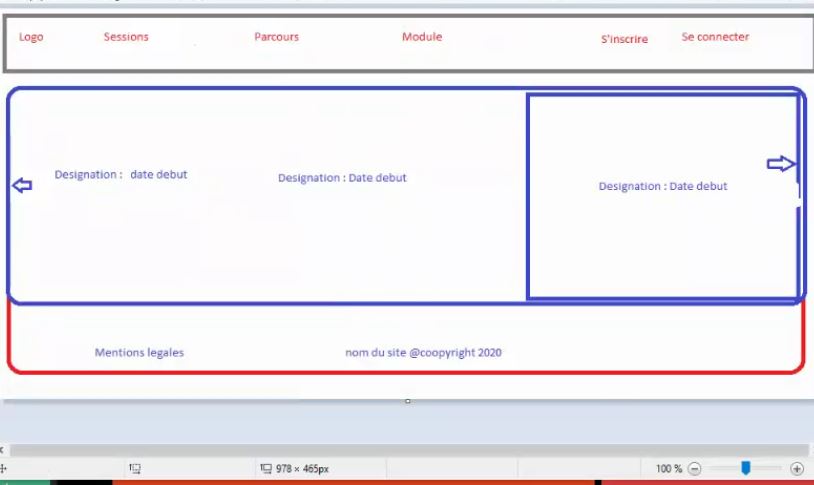 Logo Sessions Parcours Module S'inscrire Se connecter
Designation : date debut Designation : Date debut Designation : Date debut
Mentions legales nom du site @coopyright 2020
978 × 465px 100 %